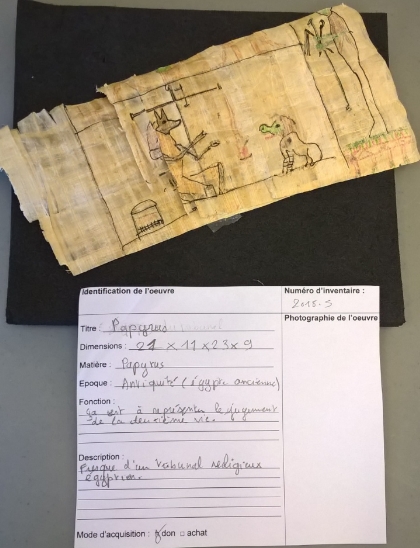 Identification de l'oeuvre
Numéro d'inventaire :
2015.5
Photographie de l'oeuvre
Titre : Papyrus
Dimensions : 21 x 11 x 23 x 9
Matière : Papyrus
Epoque : Antiquité (égypte ancienne)
Fonction :
ça sert à représenter le jugement
de la deuxième vie.
Description :
d'un tribunal religieux
égyptien.
Mode d'acquisition : don achat